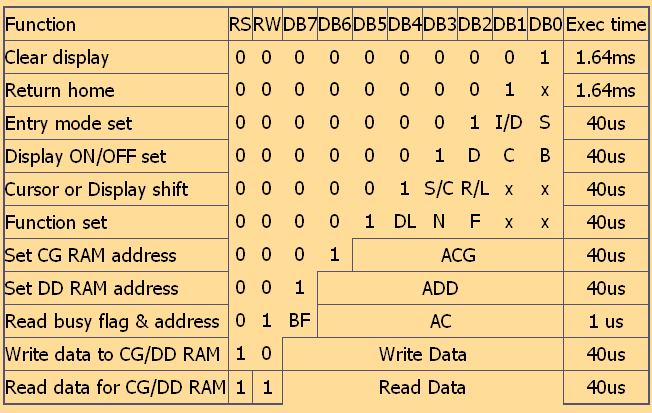 Function RS RW DB7 DB6 DB5 DB4 DB3 DB2 DB1 DB0 Exec time
Clear display 0 0 0 0 0 0 0 0 0 1 1.64ms
Return home 0 0 0 0 0 0 0 0 1 x 1.64ms
Entry mode set 0 0 0 0 0 0 0 1 I/D S 40us
Display ON/OFF set 0 0 0 0 0 0 1 D C B 40us
Cursor or Display shift 0 0 0 0 0 1 S/C R/L x x 40us
Function set 0 0 0 0 1 DL N F x x 40us
Set CG RAM address 0 0 0 1 ACG 40us
Set DD RAM address 0 0 1 ADD 40us
Read busy flag & address 0 1 BF AC 1 us
Write data to CG/DD RAM 1 0 Write Data 40us
Read data for CG/DD RAM 1 1 Read Data 40us